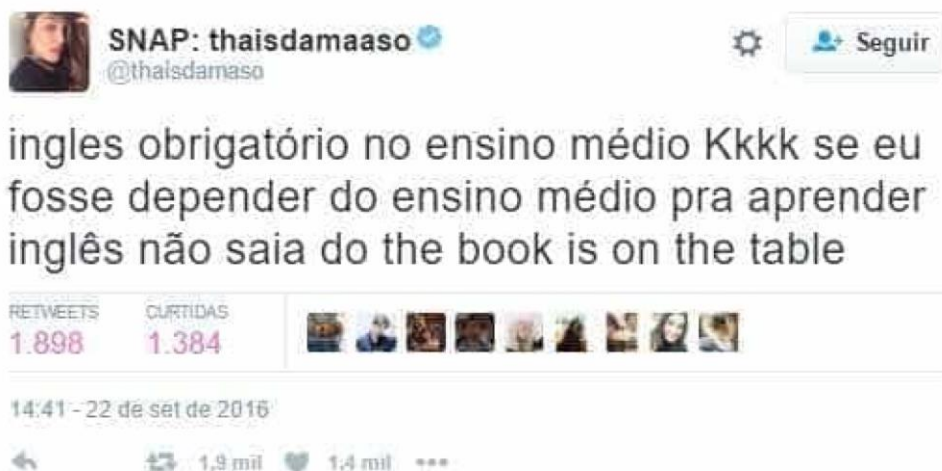 SNAP: thaisdamaaso
@thaisdamaso
Seguir
ingles obrigatório no ensino médio Kkkk se eu
fosse depender do ensino médio pra aprender
inglês não saia do the book is on the table
RETWEETS CURTIDAS
1.898 1.384
14:41 - 22 de set de 2016
1,9 mil 1,4 mil